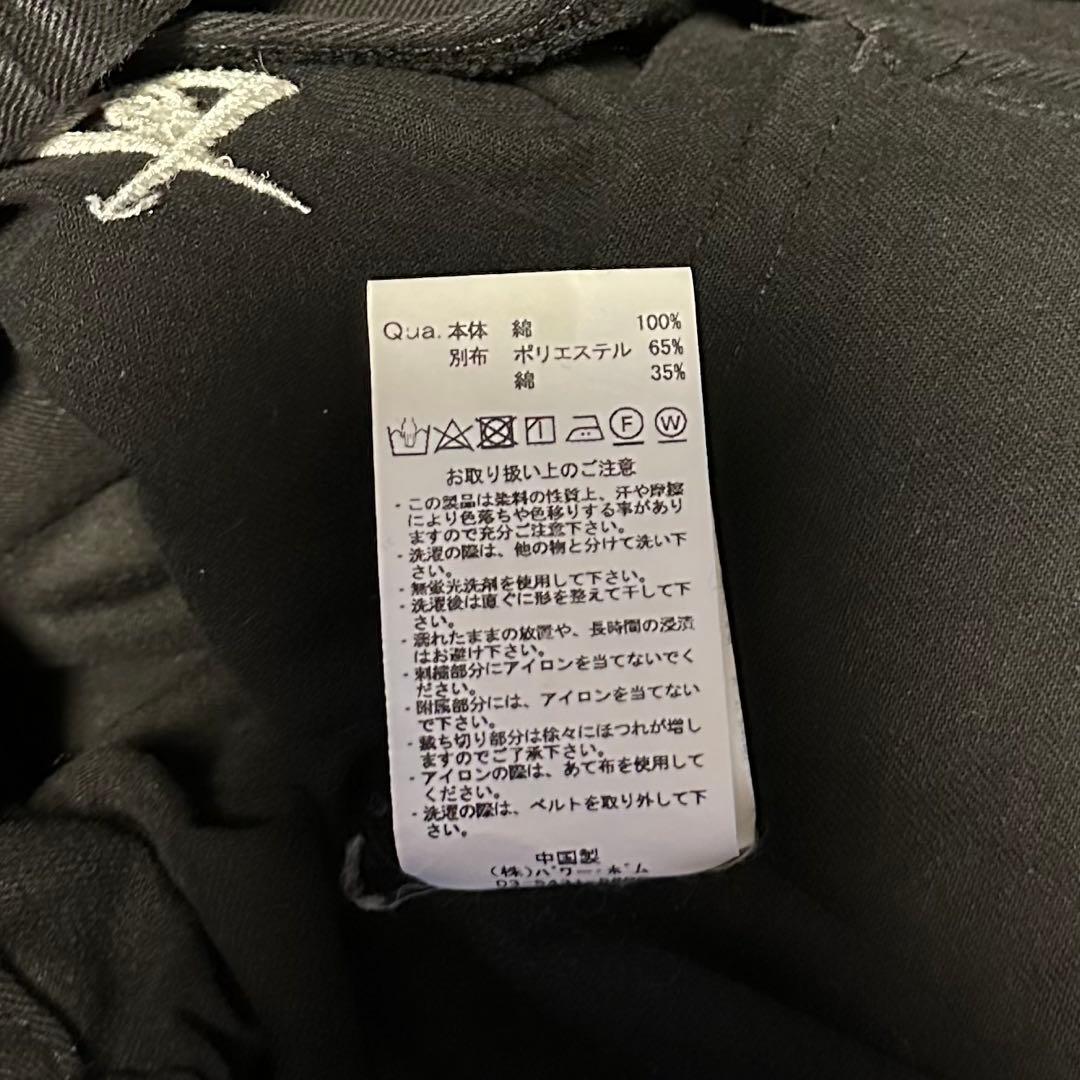 Qua. 本体 綿 100%
別布 ポリエステル 65%
綿 35%
F W
お取り扱い上のご注意
- この製品は染料の性質上、汗や摩擦
により色落ちや色移りする事があり
ますので充分ご注意下さい。
- 洗濯の際は、他の物と分けて洗い下
さい。
- 無蛍光洗剤を使用して下さい。
- 洗濯後は直ぐに形を整えて干して下
さい。
- 濡れたままの放置や、長時間の浸漬
はお避け下さい。
- 刺繍部分にアイロンを当てないでく
ださい。
- 附属部分には、アイロンを当てない
で下さい。
- 裁ち切り部分は徐々にほつれが増し
ますのでご了承下さい。
- アイロンの際は、あて布を使用して
ください。
- 洗濯の際は、ベルトを取り外して下
さい。
中国製
(株)パワー・ホーム